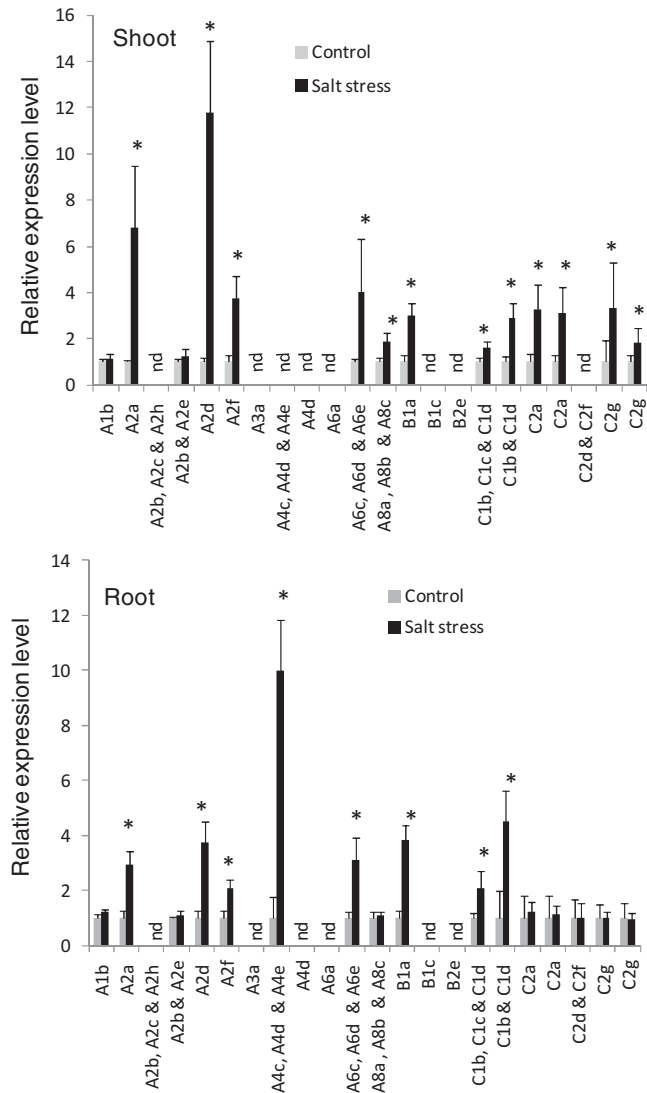 Shoot
Control
Salt stress
Relative expression level
16
14
12
10
8
6
4
2
0
*
*
*
*
*
*
*
*
*
*
*
*
nd
nd
nd
nd
nd
nd
nd
nd
A1b
A2a
A2b, A2c & A2h
A2b & A2e
A2d
A2f
A3a
A4c, A4d & A4e
A4d
A6a
A6c, A6d & A6e
A8a , A8b & A8c
B1a
B1c
B2e
C1b, C1c & C1d
C1b & C1d
C2a
C2a
C2d & C2f
C2g
C2g
Root
Control
Salt stress
Relative expression level
14
12
10
8
6
4
2
0
*
*
*
*
*
*
*
*
nd
nd
nd
nd
nd
nd
A1b
A2a
A2b, A2c & A2h
A2b & A2e
A2d
A2f
A3a
A4c, A4d & A4e
A4d
A6a
A6c, A6d & A6e
A8a , A8b & A8c
B1a
B1c
B2e
C1b, C1c & C1d
C1b & C1d
C2a
C2a
C2d & C2f
C2g
C2g